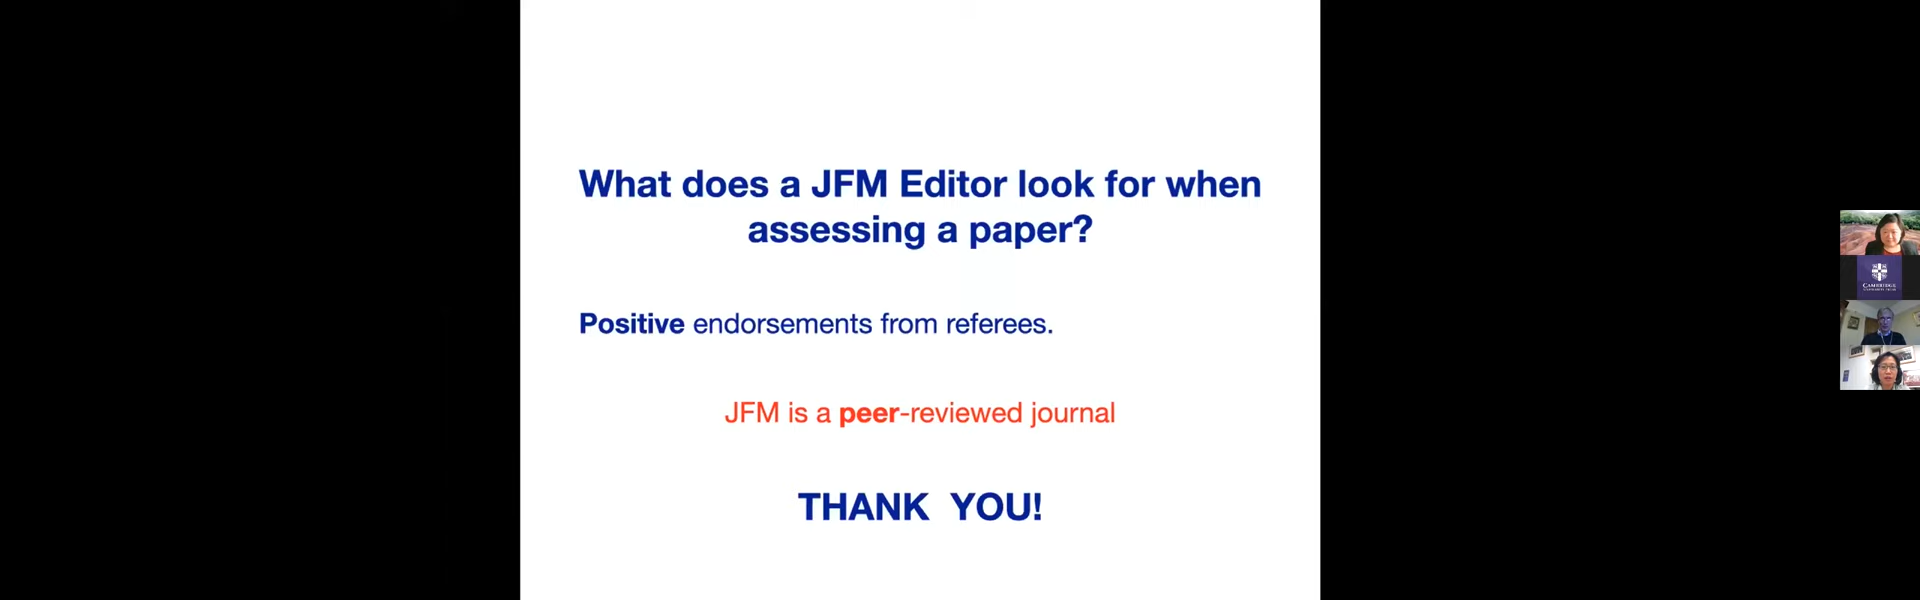 What does a JFM Editor look for when
assessing a paper?
Positive endorsements from referees.
JFM is a peer-reviewed journal
THANK YOU!
CAMBRIDGE